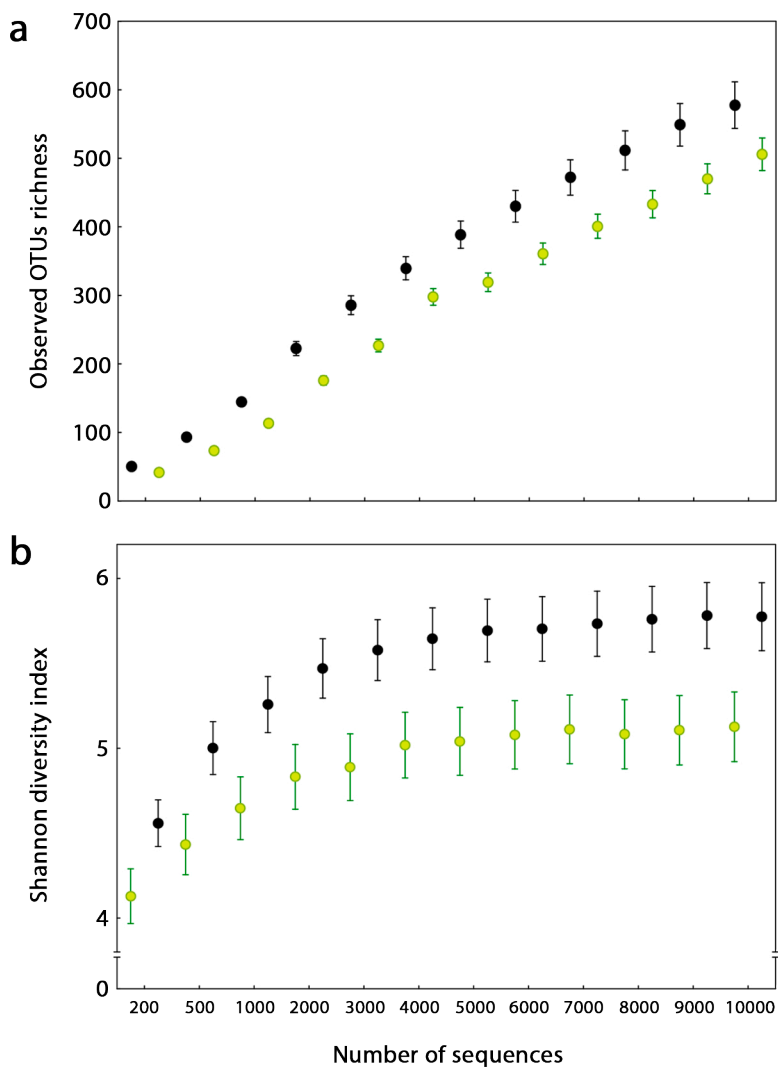 a
700
600
500
400
300
200
100
0
Observed OTUs richness
b
6
5
4
0
Shannon diversity index
200 500 1000 2000 3000 4000 5000 6000 7000 8000 9000 10000
Number of sequences